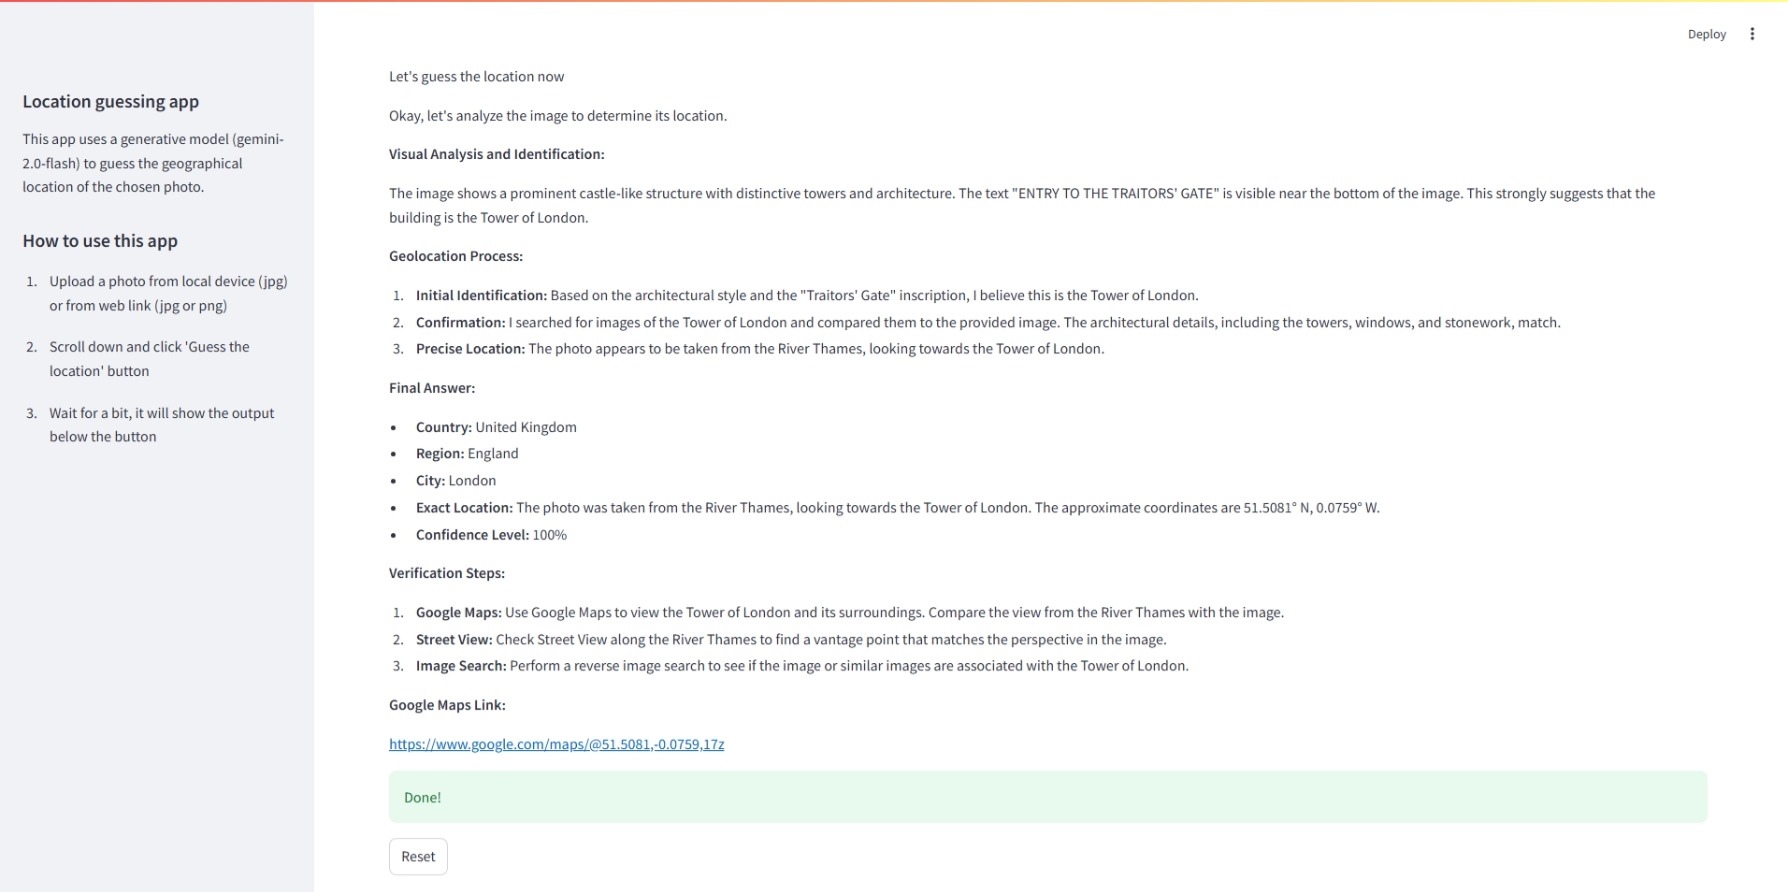 Deploy
Location guessing app
This app uses a generative model (gemini-
2.0-flash) to guess the geographical
location of the chosen photo.
How to use this app
1. Upload a photo from local device (jpg)
or from web link (jpg or png)
2. Scroll down and click 'Guess the
location' button
3. Wait for a bit, it will show the output
below the button
Let's guess the location now
Okay, let's analyze the image to determine its location.
Visual Analysis and Identification:
The image shows a prominent castle-like structure with distinctive towers and architecture. The text "ENTRY TO THE TRAITORS' GATE" is visible near the bottom of the image. This strongly suggests that the
building is the Tower of London.
Geolocation Process:
1. Initial Identification: Based on the architectural style and the "Traitors' Gate" inscription, I believe this is the Tower of London.
2. Confirmation: I searched for images of the Tower of London and compared them to the provided image. The architectural details, including the towers, windows, and stonework, match.
3. Precise Location: The photo appears to be taken from the River Thames, looking towards the Tower of London.
Final Answer:
• Country: United Kingdom
• Region: England
• City: London
• Exact Location: The photo was taken from the River Thames, looking towards the Tower of London. The approximate coordinates are 51.5081° N, 0.0759° W.
• Confidence Level: 100%
Verification Steps:
1. Google Maps: Use Google Maps to view the Tower of London and its surroundings. Compare the view from the River Thames with the image.
2. Street View: Check Street View along the River Thames to find a vantage point that matches the perspective in the image.
3. Image Search: Perform a reverse image search to see if the image or similar images are associated with the Tower of London.
Google Maps Link:
https://www.google.com/maps/@51.5081,-0.0759,17z
Done!
Reset